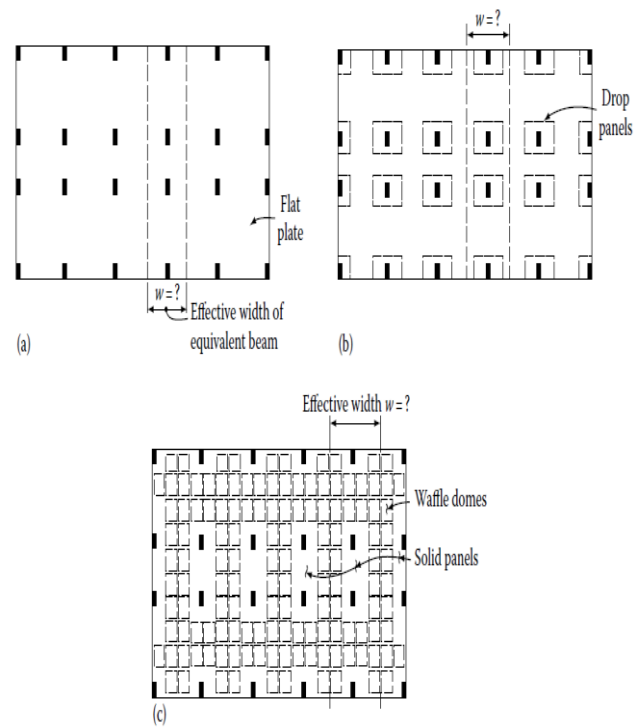 w = ?
Drop
panels
Flat
plate
w = ?
Effective width of
equivalent beam
(a)
(b)
Effective width w = ?
Waffle domes
Solid panels
(c)